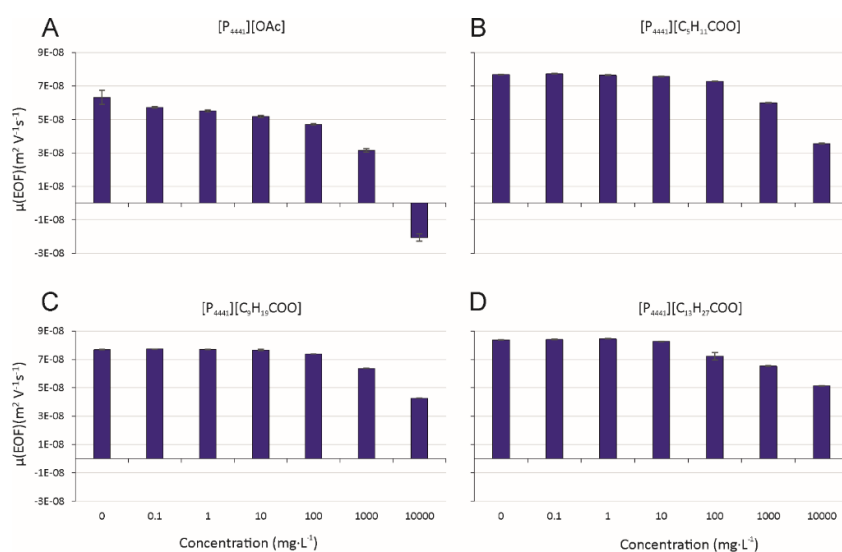 A
[P₄₄₄₁][OAc]
B
[P₄₄₄₁][C₅H₁₁COO]
9E-08
7E-08
5E-08
3E-08
1E-08
-1E-08
-3E-08
μ(EOF)(m² V⁻¹s⁻¹)
C
[P₄₄₄₁][C₉H₁₉COO]
D
[P₄₄₄₁][C₁₃H₂₇COO]
9E-08
7E-08
5E-08
3E-08
1E-08
-1E-08
-3E-08
μ(EOF)(m² V⁻¹s⁻¹)
0 0.1 1 10 100 1000 10000
0 0.1 1 10 100 1000 10000
Concentration (mg·L⁻¹)
Concentration (mg·L⁻¹)